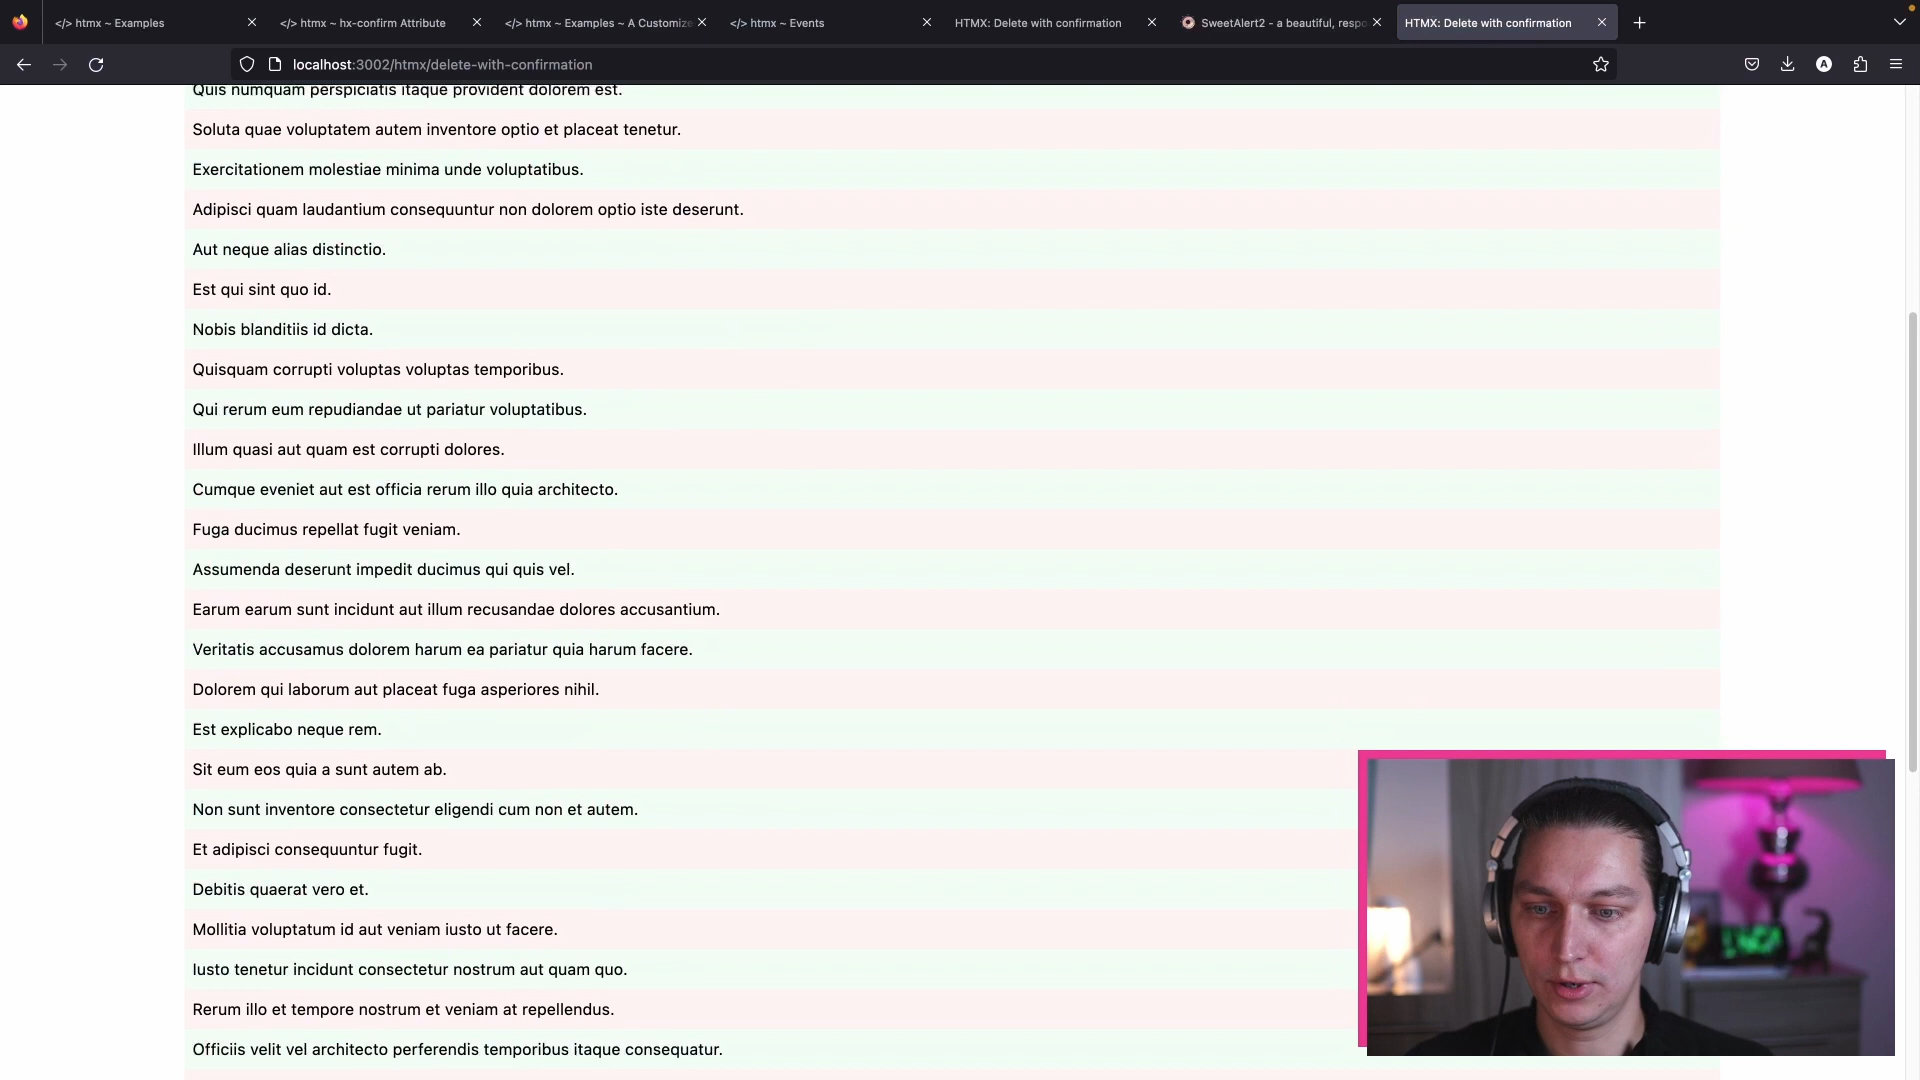 </> htmx ~ Examples
</> htmx ~ hx-confirm Attribute
</> htmx ~ Examples ~ A Customize
</> htmx ~ Events
HTMX: Delete with confirmation
SweetAlert2 - a beautiful, respo
HTMX: Delete with confirmation
localhost:3002/htmx/delete-with-confirmation
A
Quis numquam perspiciatis itaque provident dolorem est.
Soluta quae voluptatem autem inventore optio et placeat tenetur.
Exercitationem molestiae minima unde voluptatibus.
Adipisci quam laudantium consequuntur non dolorem optio iste deserunt.
Aut neque alias distinctio.
Est qui sint quo id.
Nobis blanditiis id dicta.
Quisquam corrupti voluptas voluptas temporibus.
Qui rerum eum repudiandae ut pariatur voluptatibus.
Illum quasi aut quam est corrupti dolores.
Cumque eveniet aut est officia rerum illo quia architecto.
Fuga ducimus repellat fugit veniam.
Assumenda deserunt impedit ducimus qui quis vel.
Earum earum sunt incidunt aut illum recusandae dolores accusantium.
Veritatis accusamus dolorem harum ea pariatur quia harum facere.
Dolorem qui laborum aut placeat fuga asperiores nihil.
Est explicabo neque rem.
Sit eum eos quia a sunt autem ab.
Non sunt inventore consectetur eligendi cum non et autem.
Et adipisci consequuntur fugit.
Debitis quaerat vero et.
Mollitia voluptatum id aut veniam iusto ut facere.
Iusto tenetur incidunt consectetur nostrum aut quam quo.
Rerum illo et tempore nostrum et veniam at repellendus.
Officiis velit vel architecto perferendis temporibus itaque consequatur.